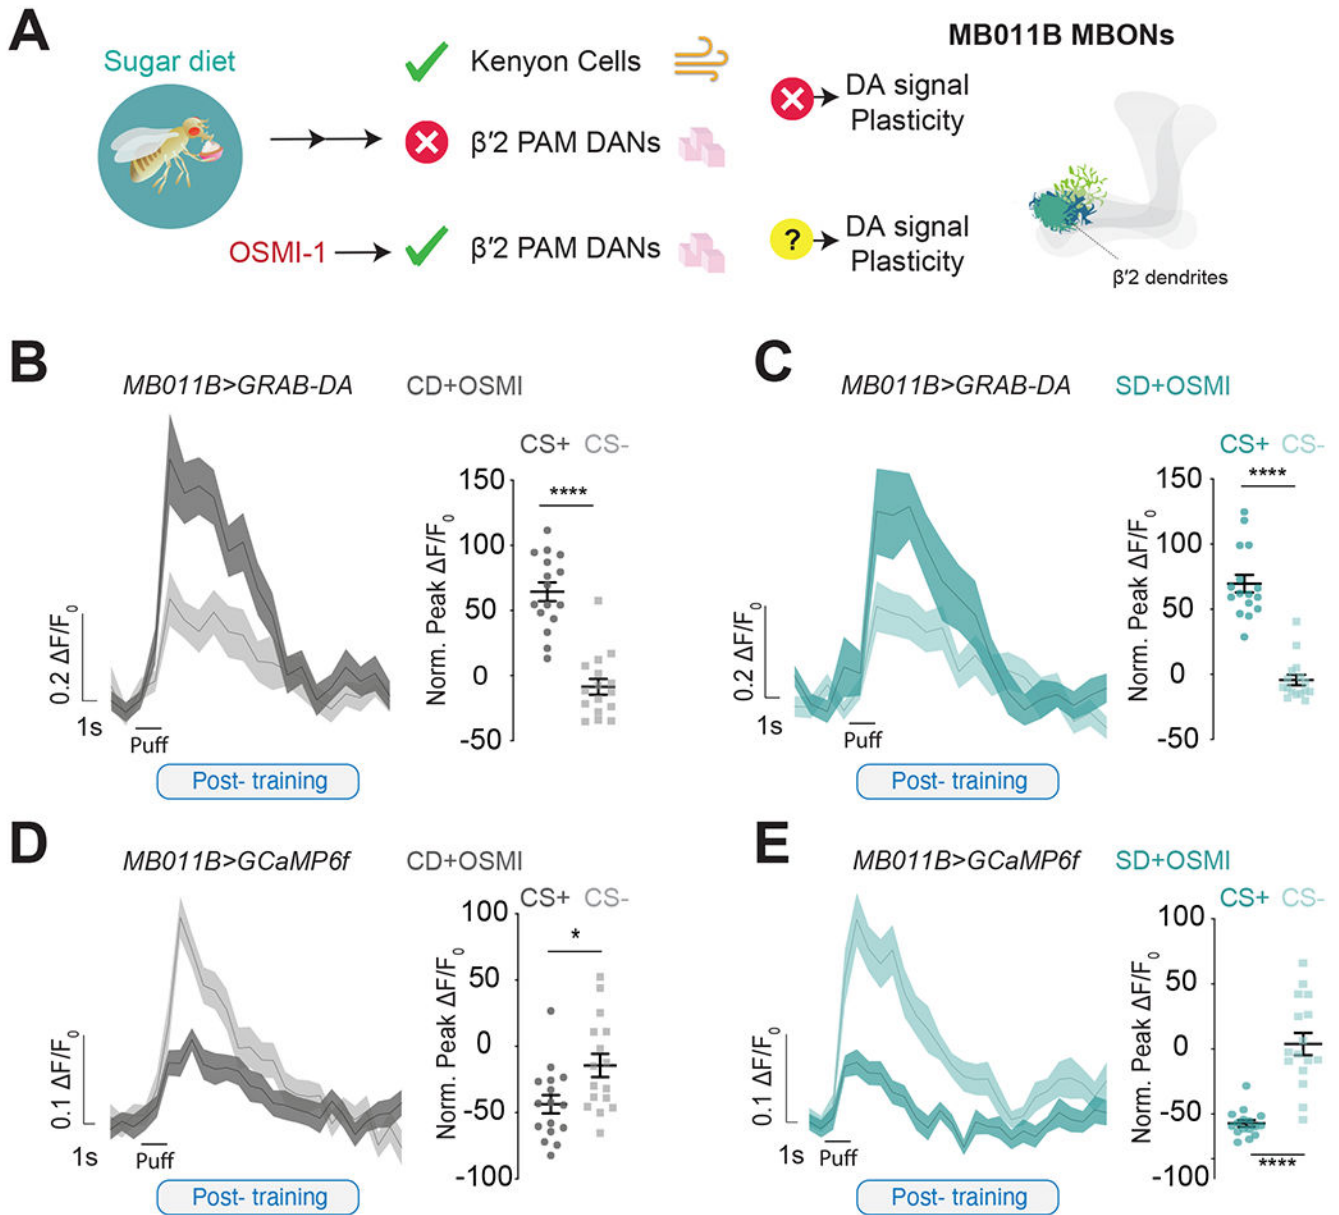 A
Sugar diet
Kenyon Cells
β'2 PAM DANs
OSMI-1
β'2 PAM DANs
DA signal
Plasticity
?
DA signal
Plasticity
MB011B MBONs
β'2 dendrites
B
MB011B>GRAB-DA
CD+OSMI
0.2 ΔF/F0
1s
Puff
Post- training
CS+ CS-
****
Norm. Peak ΔF/F0
150
100
50
0
-50
C
MB011B>GRAB-DA
SD+OSMI
0.2 ΔF/F0
1s
Puff
Post- training
CS+ CS-
****
Norm. Peak ΔF/F0
150
100
50
0
-50
D
MB011B>GCaMP6f
CD+OSMI
0.1 ΔF/F0
1s
Puff
Post- training
CS+ CS-
*
Norm. Peak ΔF/F0
100
50
0
-50
-100
E
MB011B>GCaMP6f
SD+OSMI
0.1 ΔF/F0
1s
Puff
Post- training
CS+ CS-
Norm. Peak ΔF/F0
100
50
0
-50
-100
****